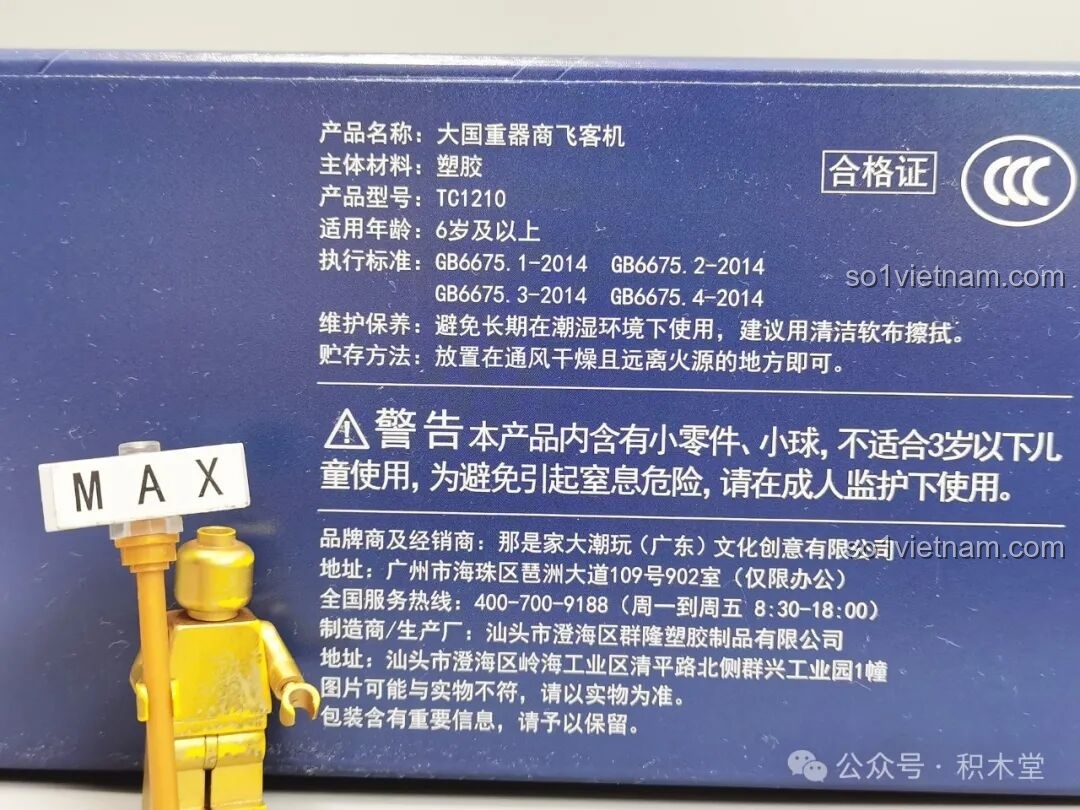 产品名称：大国重器商飞客机
主体材料：塑胶
产品型号：TC1210
适用年龄：6岁及以上
执行标准：GB6675.1-2014 GB6675.2-2014
GB6675.3-2014 GB6675.4-2014
维护保养：避免长期在潮湿环境下使用，建议用清洁软布擦拭。
贮存方法：放置在通风干燥且远离火源的地方即可。
合格证
CCC
so1vietnam.com
警告 本产品内含有小零件、小球，不适合3岁以下儿
童使用，为避免引起窒息危险，请在成人监护下使用。
MAX
品牌商及经销商：那是家大潮玩（广东）文化创意有限公司
so1vietnam.com
地址：广州市海珠区琶洲大道109号902室（仅限办公）
全国服务热线：400-700-9188（周一到周五 8:30-18:00）
制造商/生产厂：汕头市澄海区群隆塑胶制品有限公司
地址：汕头市澄海区岭海工业区清平路北侧群兴工业园1幢
图片可能与实物不符，请以实物为准。
包装含有重要信息，请予以保留。
公众号·积木堂